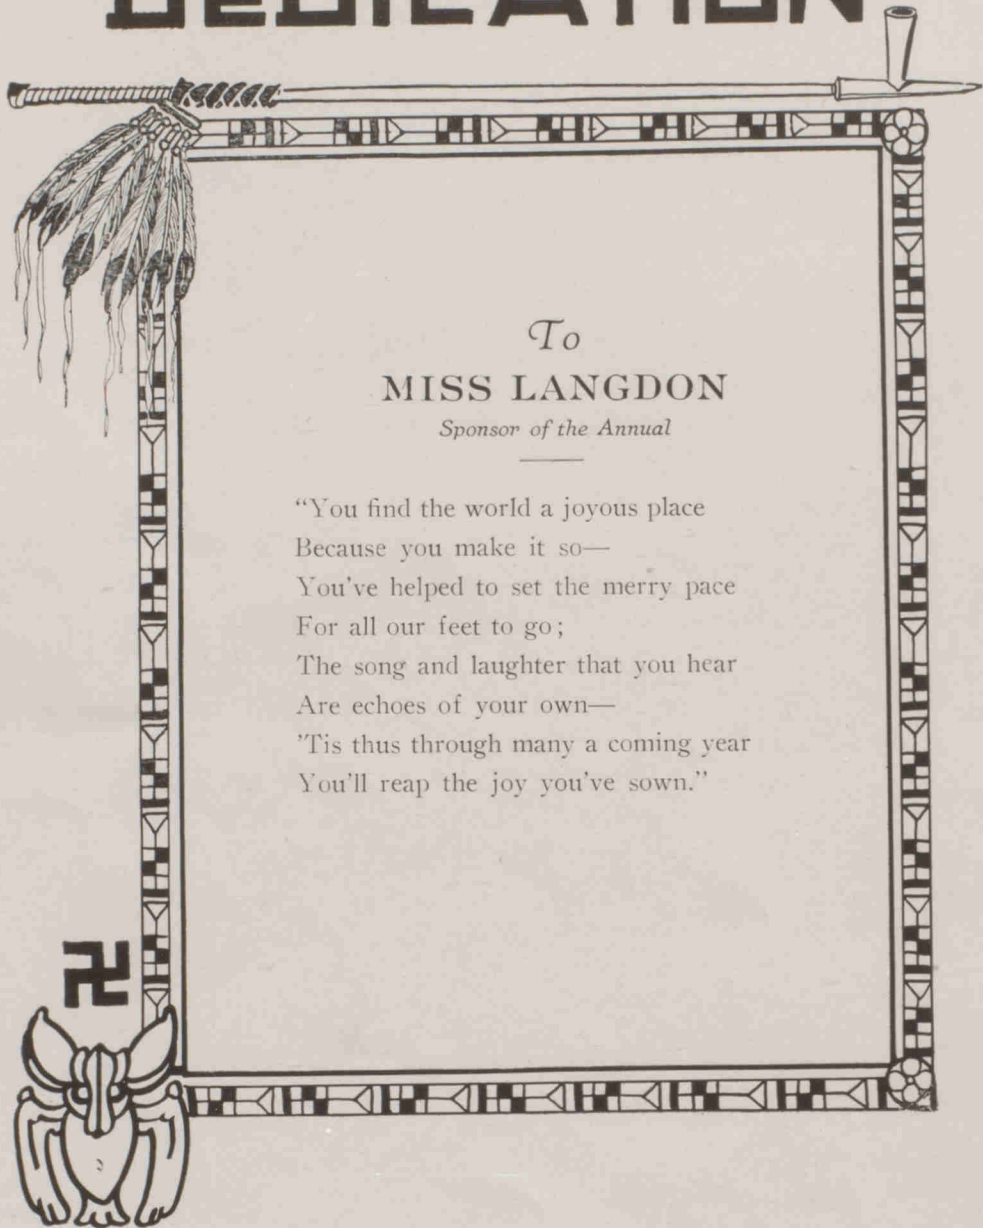 DEDICATION
To
MISS LANGDON
Sponsor of the Annual
“You find the world a joyous place
Because you make it so—
You've helped to set the merry pace
For all our feet to go;
The song and laughter that you hear
Are echoes of your own—
'Tis thus through many a coming year
You'll reap the joy you've sown.”